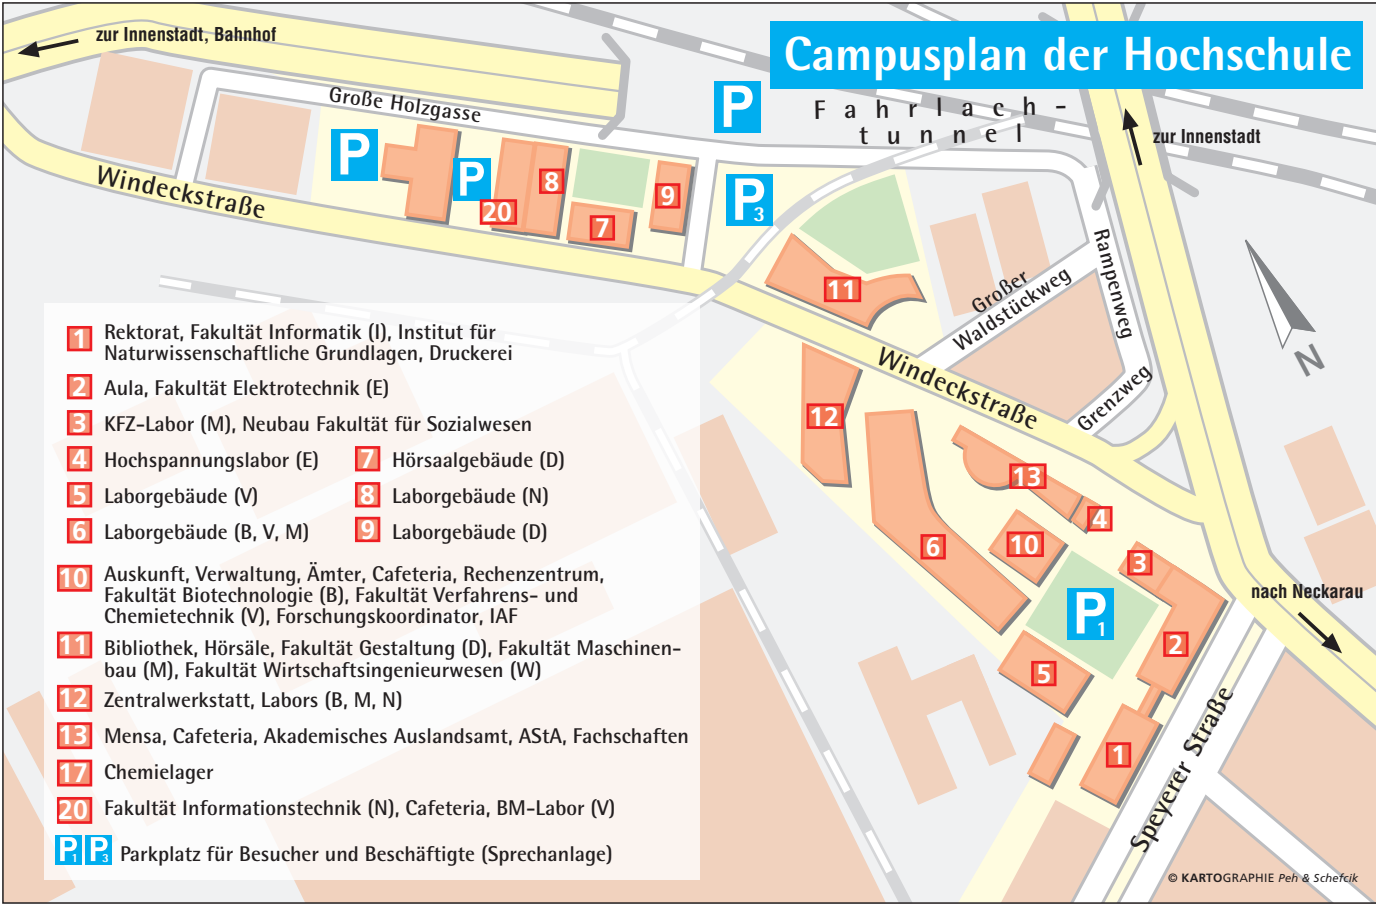 Campusplan der Hochschule
zur Innenstadt, Bahnhof
Große Holzgasse
P
Fahrlach-
tunnel
zur Innenstadt
P
P
P3
Windeckstraße
8
9
20
7
11
Großer
Waldstückweg
Rampenweg
Grenzweg
N
Windeckstraße
12
13
4
6
10
3
P1
nach Neckarau
2
5
1
Speyerer Straße
1 Rektorat, Fakultät Informatik (I), Institut für
Naturwissenschaftliche Grundlagen, Druckerei
2 Aula, Fakultät Elektrotechnik (E)
3 KFZ-Labor (M), Neubau Fakultät für Sozialwesen
4 Hochspannungslabor (E) 7 Hörsaalgebäude (D)
5 Laborgebäude (V) 8 Laborgebäude (N)
6 Laborgebäude (B, V, M) 9 Laborgebäude (D)
10 Auskunft, Verwaltung, Ämter, Cafeteria, Rechenzentrum,
Fakultät Biotechnologie (B), Fakultät Verfahrens- und
Chemietechnik (V), Forschungskoordinator, IAF
11 Bibliothek, Hörsäle, Fakultät Gestaltung (D), Fakultät Maschinen-
bau (M), Fakultät Wirtschaftsingenieurwesen (W)
12 Zentralwerkstatt, Labors (B, M, N)
13 Mensa, Cafeteria, Akademisches Auslandsamt, AStA, Fachschaften
17 Chemielager
20 Fakultät Informationstechnik (N), Cafeteria, BM-Labor (V)
P1 P3 Parkplatz für Besucher und Beschäftigte (Sprechanlage)
© KARTOGRAPHIE Peh & Schefcik